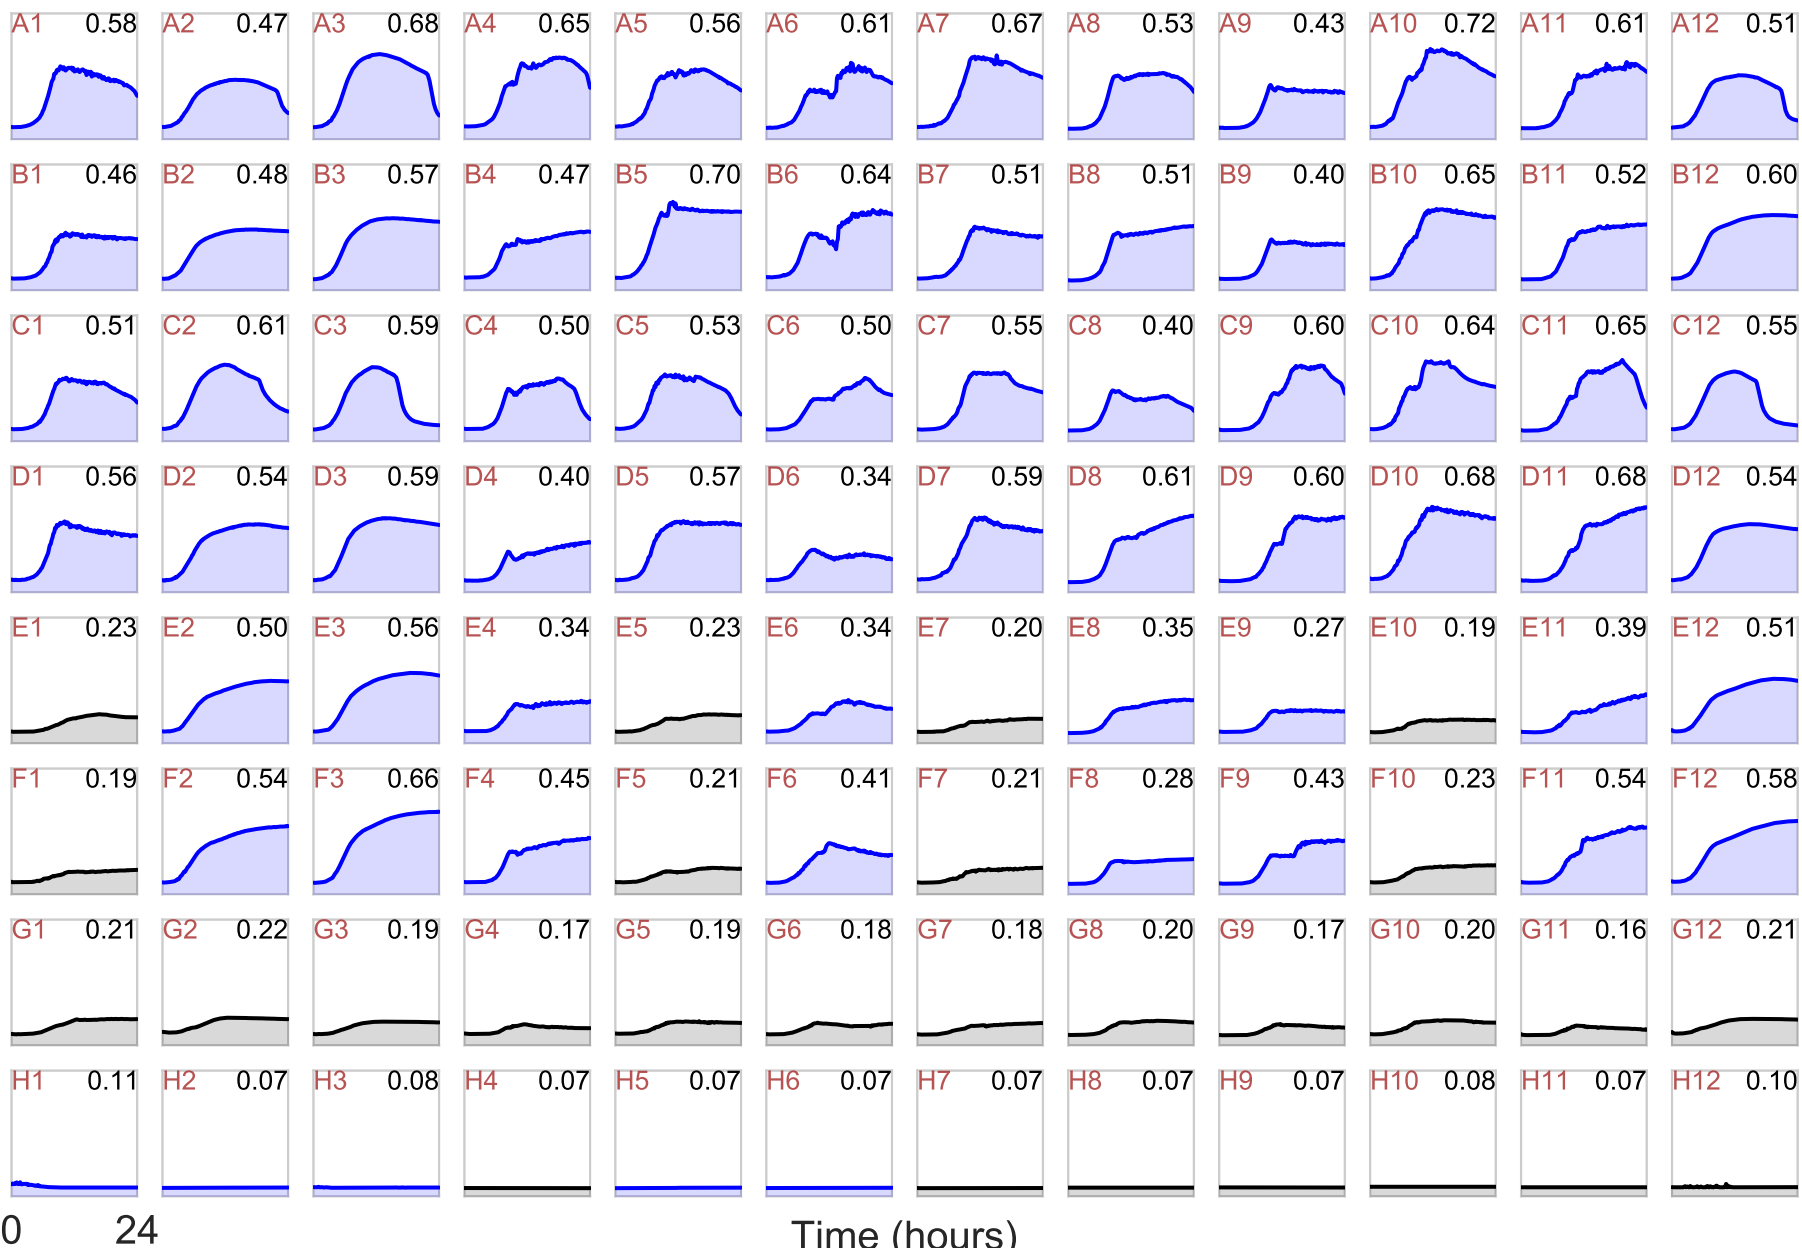 A1 0.58 A2 0.47 A3 0.68 A4 0.65 A5 0.56 A6 0.61 A7 0.67 A8 0.53 A9 0.43 A10 0.72 A11 0.61 A12 0.51
B1 0.46 B2 0.48 B3 0.57 B4 0.47 B5 0.70 B6 0.64 B7 0.51 B8 0.51 B9 0.40 B10 0.65 B11 0.52 B12 0.60
C1 0.51 C2 0.61 C3 0.59 C4 0.50 C5 0.53 C6 0.50 C7 0.55 C8 0.40 C9 0.60 C10 0.64 C11 0.65 C12 0.55
D1 0.56 D2 0.54 D3 0.59 D4 0.40 D5 0.57 D6 0.34 D7 0.59 D8 0.61 D9 0.60 D10 0.68 D11 0.68 D12 0.54
E1 0.23 E2 0.50 E3 0.56 E4 0.34 E5 0.23 E6 0.34 E7 0.20 E8 0.35 E9 0.27 E10 0.19 E11 0.39 E12 0.51
F1 0.19 F2 0.54 F3 0.66 F4 0.45 F5 0.21 F6 0.41 F7 0.21 F8 0.28 F9 0.43 F10 0.23 F11 0.54 F12 0.58
G1 0.21 G2 0.22 G3 0.19 G4 0.17 G5 0.19 G6 0.18 G7 0.18 G8 0.20 G9 0.17 G10 0.20 G11 0.16 G12 0.21
H1 0.11 H2 0.07 H3 0.08 H4 0.07 H5 0.07 H6 0.07 H7 0.07 H8 0.07 H9 0.07 H10 0.08 H11 0.07 H12 0.10
0 24 Time (hours)